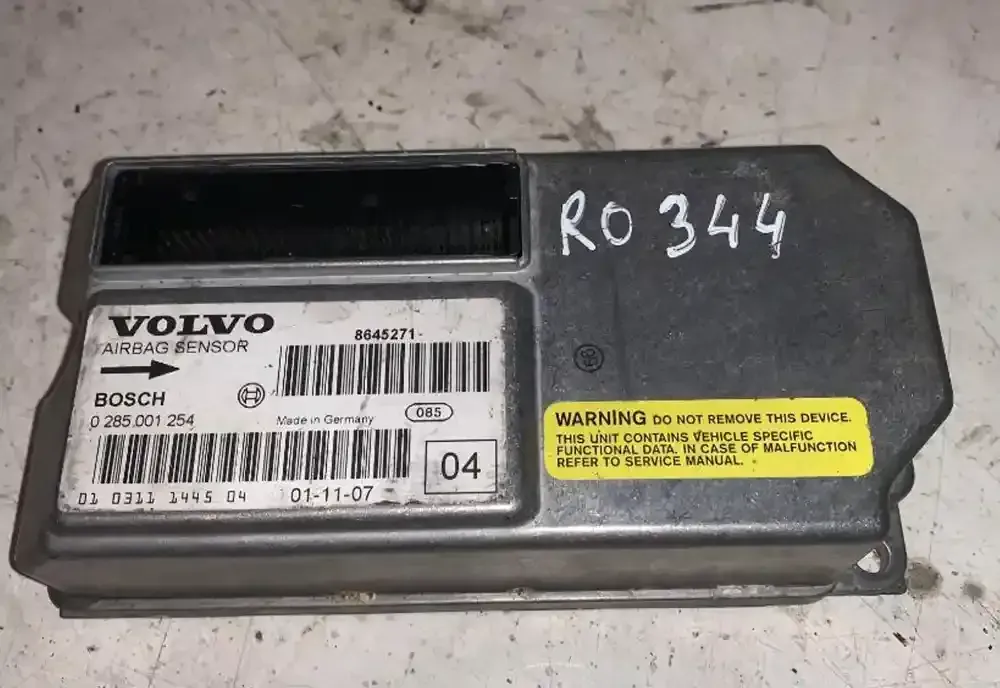 RO 344
VOLVO
AIRBAG SENSOR
8645271-
BOSCH
0 285 001 254
Made in Germany
085
04
01 0311 1445 04
01-11-07
WARNING DO NOT REMOVE THIS DEVICE.
THIS UNIT CONTAINS VEHICLE SPECIFIC
FUNCTIONAL DATA. IN CASE OF MALFUNCTION
REFER TO SERVICE MANUAL.